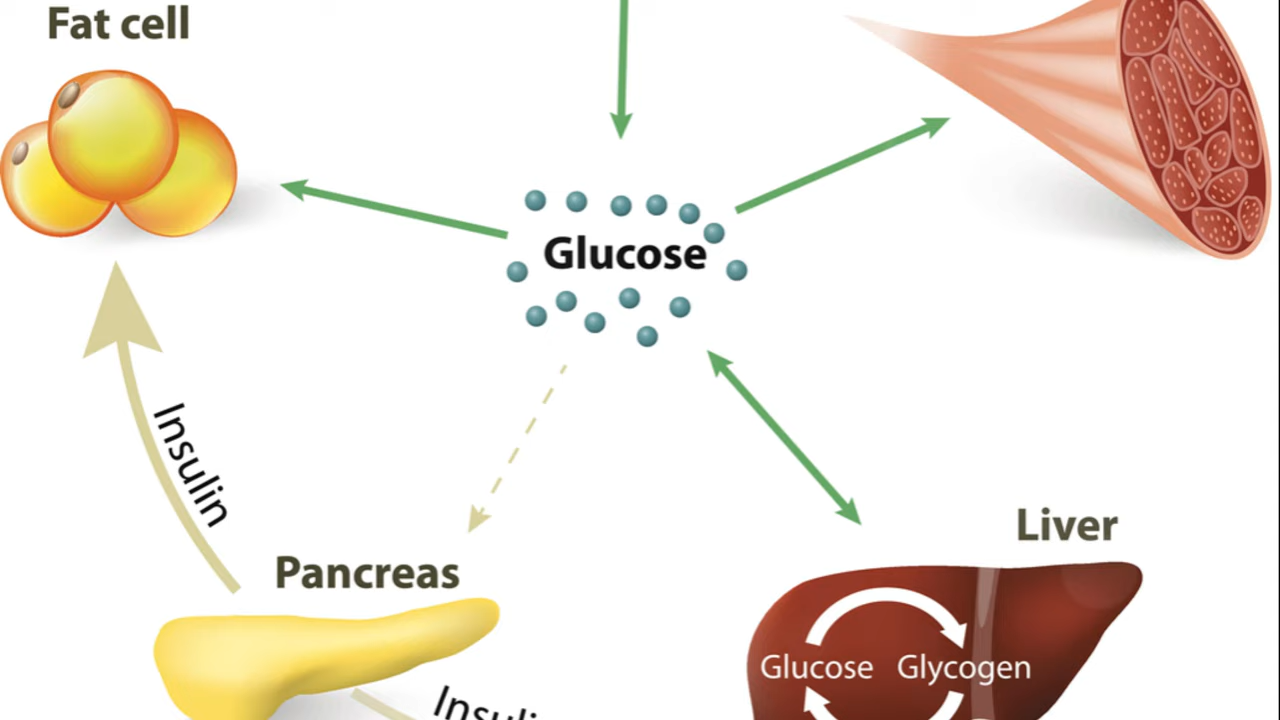 Fat cell
Glucose
Insulin
Liver
Pancreas
Glucose Glycogen